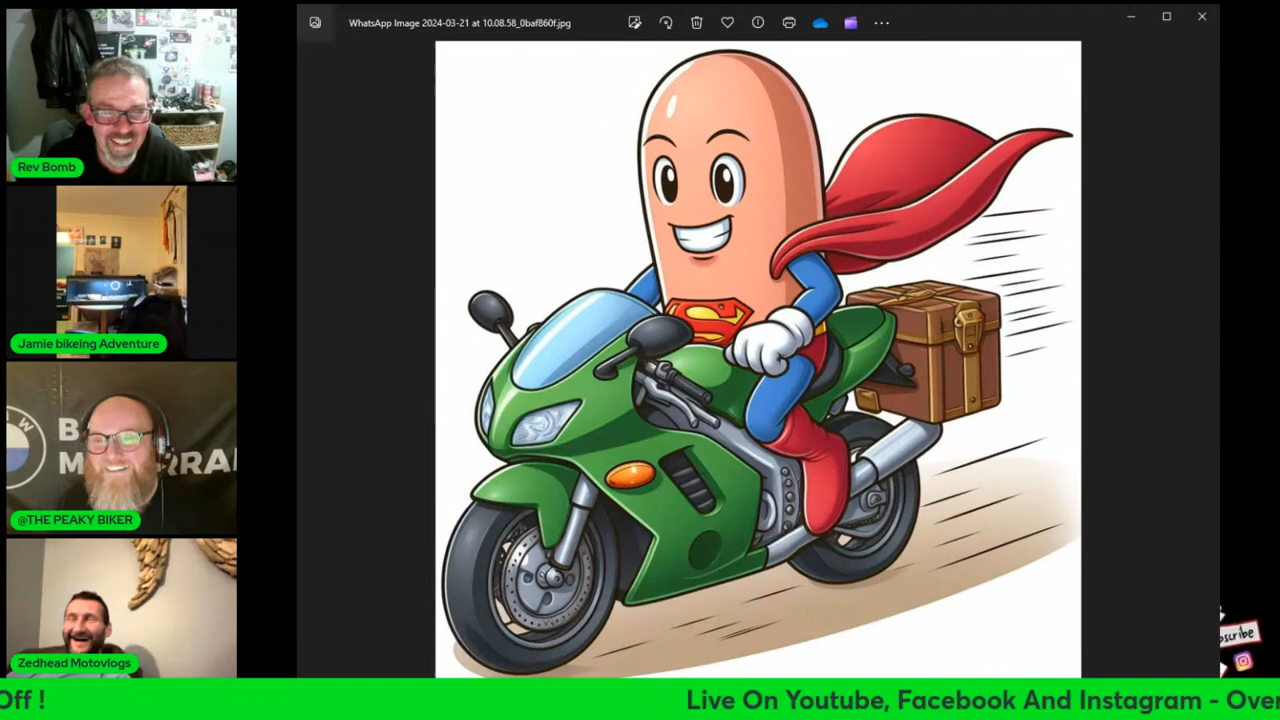 WhatsApp Image 2024-03-21 at 10.08.58_0baf860f.jpg
Rev Bomb
Jamie bikeing Adventure
@THE PEAKY BIKER
Zedhead Motovlogs
W
Off !
Live On Youtube, Facebook And Instagram - Over